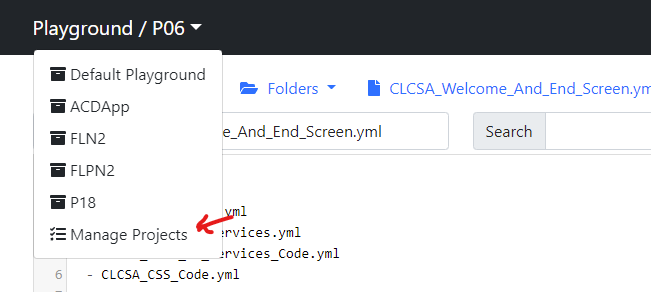 Playground / P06
Default Playground
ACDApp
FLN2
FLPN2
P18
Manage Projects
Folders
CLCSA_Welcome_And_End_Screen.ym
e_And_End_Screen.yml
Search
.yml
ervices.yml
ervices_Code.yml
6 - CLCSA_CSS_Code.yml